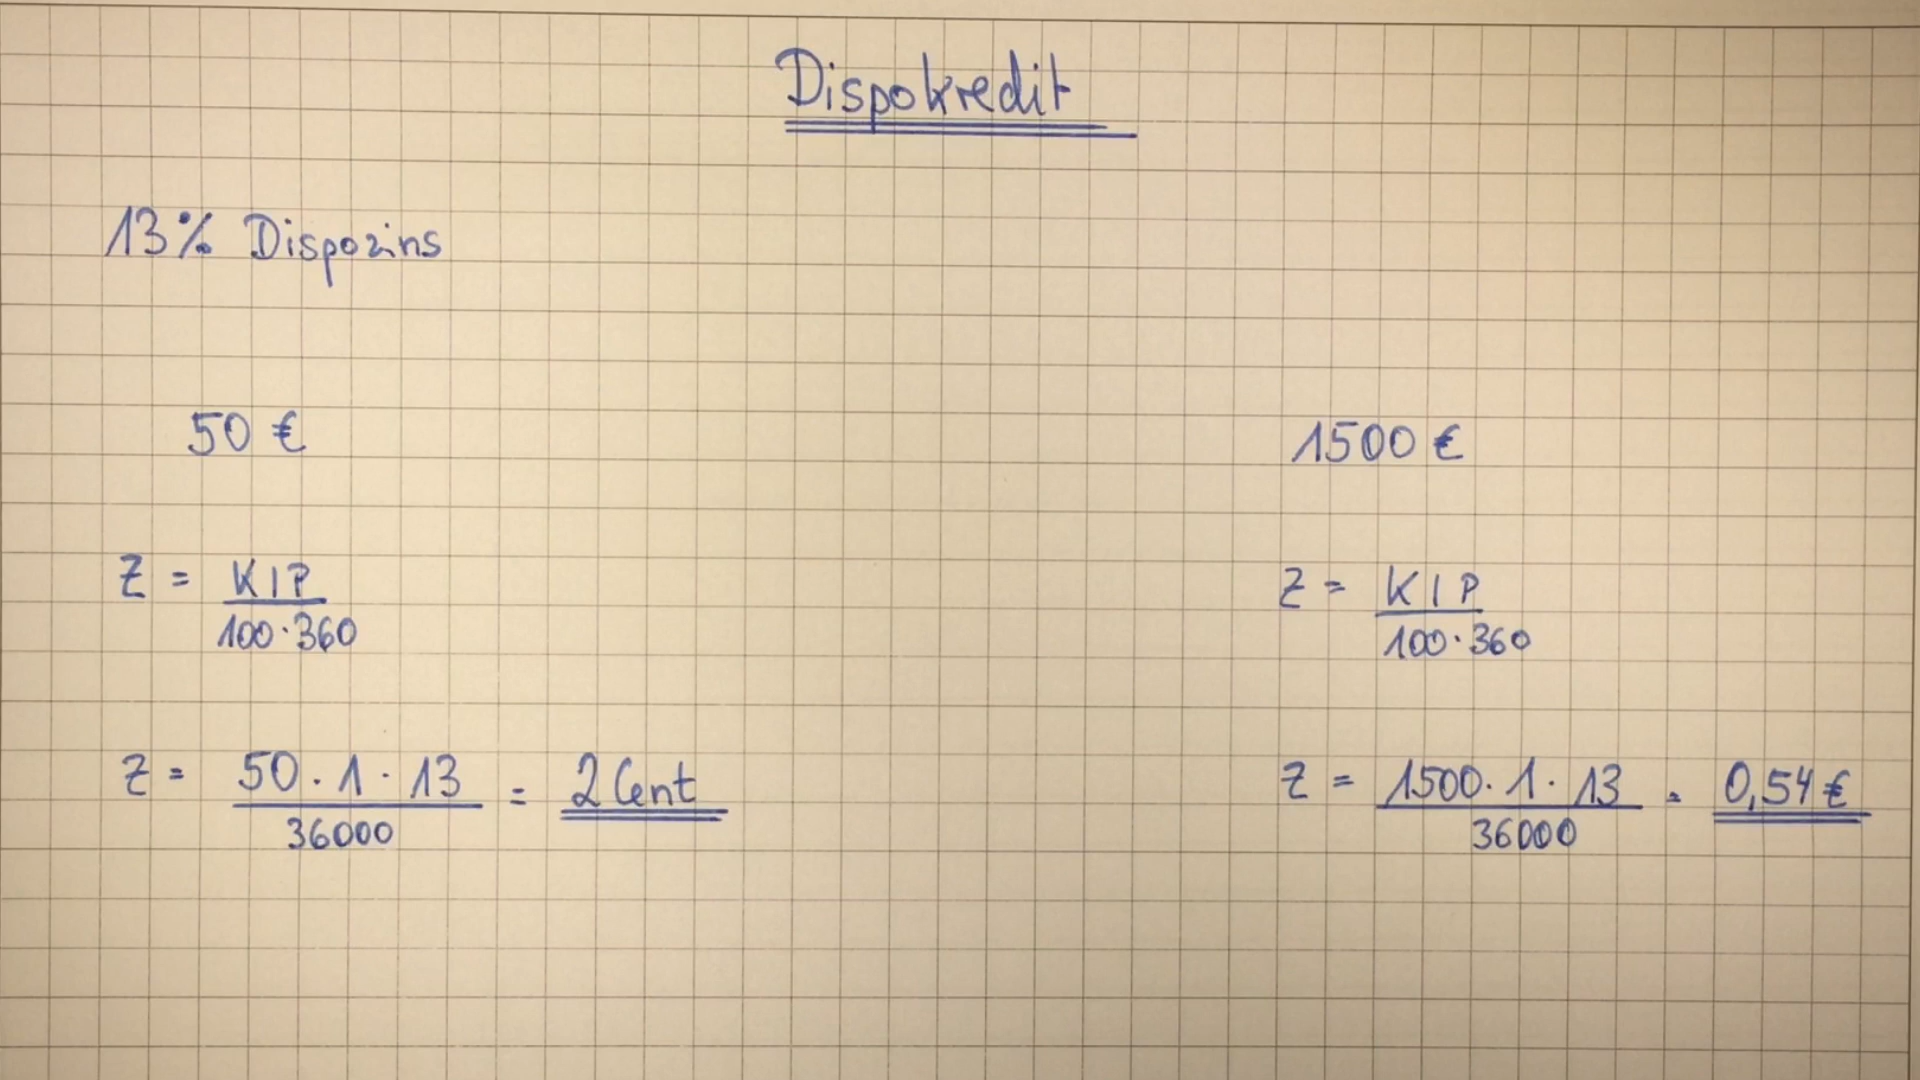 Dispokredit
13% Dispozins
50 €
Z = K I P
100 · 360
Z = 50 · 1 · 13 = 2 Cent
36000
1500 €
Z = K I P
100 · 360
Z = 1500 · 1 · 13 = 0,54 €
36000